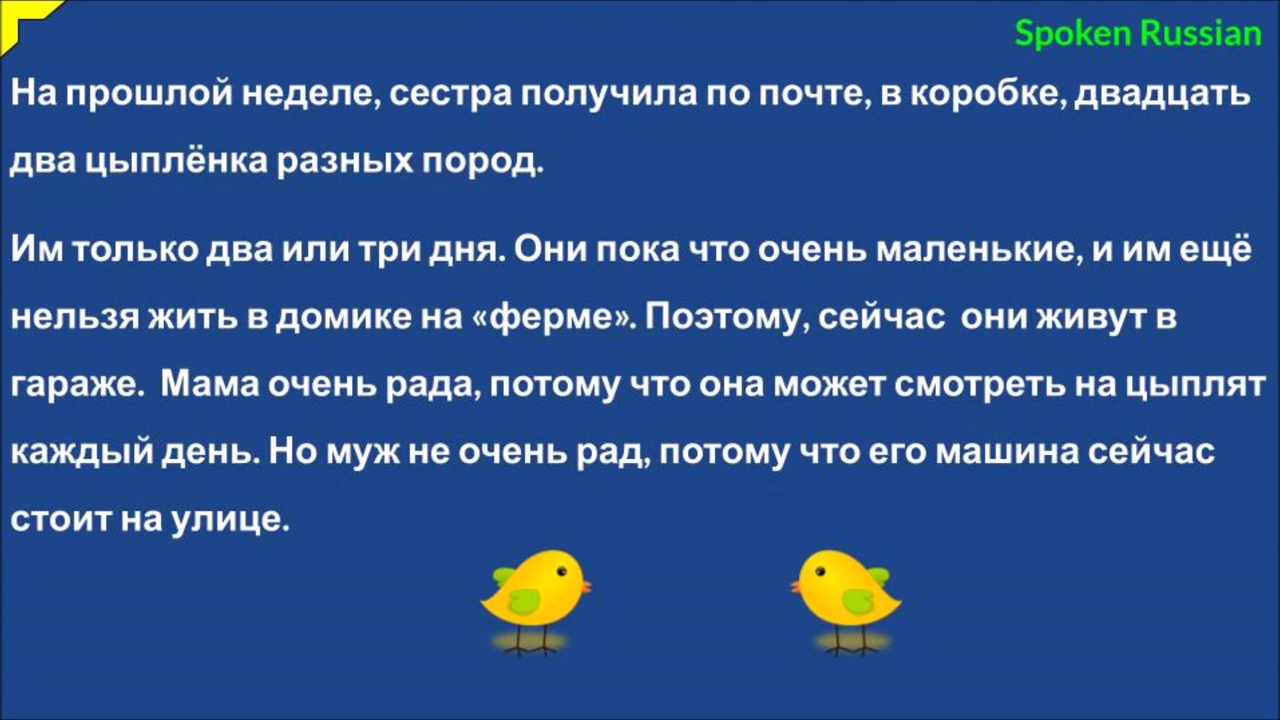 Spoken Russian
На прошлой неделе, сестра получила по почте, в коробке, двадцать
два цыплёнка разных пород.
Им только два или три дня. Они пока что очень маленькие, и им ещё
нельзя жить в домике на «ферме». Поэтому, сейчас  они живут в
гараже.  Мама очень рада, потому что она может смотреть на цыплят
каждый день. Но муж не очень рад, потому что его машина сейчас
стоит на улице.